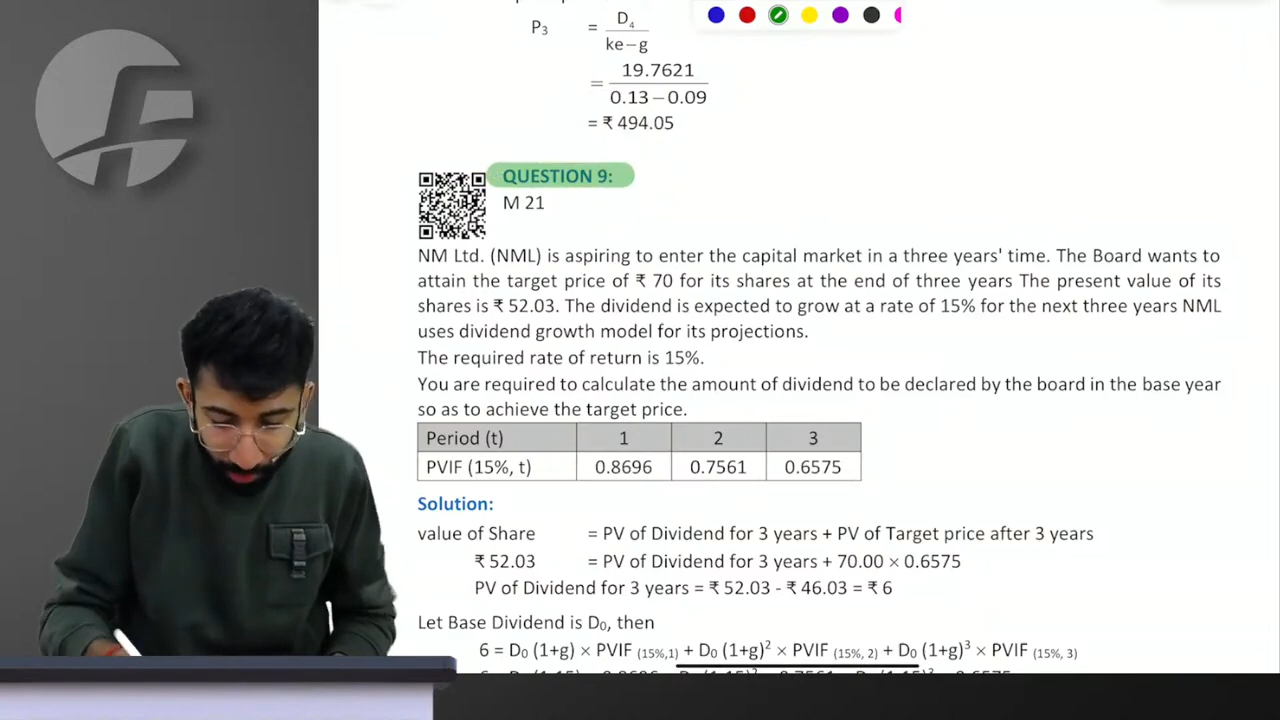 P₃ = D₄ / ke−g
= 19.7621 / 0.13−0.09
= ₹ 494.05
QUESTION 9:
M 21
NM Ltd. (NML) is aspiring to enter the capital market in a three years' time. The Board wants to
attain the target price of ₹ 70 for its shares at the end of three years The present value of its
shares is ₹ 52.03. The dividend is expected to grow at a rate of 15% for the next three years NML
uses dividend growth model for its projections.
The required rate of return is 15%.
You are required to calculate the amount of dividend to be declared by the board in the base year
so as to achieve the target price.
Period (t) 1 2 3
PVIF (15%, t) 0.8696 0.7561 0.6575
Solution:
value of Share = PV of Dividend for 3 years + PV of Target price after 3 years
₹ 52.03 = PV of Dividend for 3 years + 70.00 × 0.6575
PV of Dividend for 3 years = ₹ 52.03 - ₹ 46.03 = ₹ 6
Let Base Dividend is D₀, then
6 = D₀ (1+g) × PVIF (15%,1) + D₀ (1+g)² × PVIF (15%, 2) + D₀ (1+g)³ × PVIF (15%, 3)